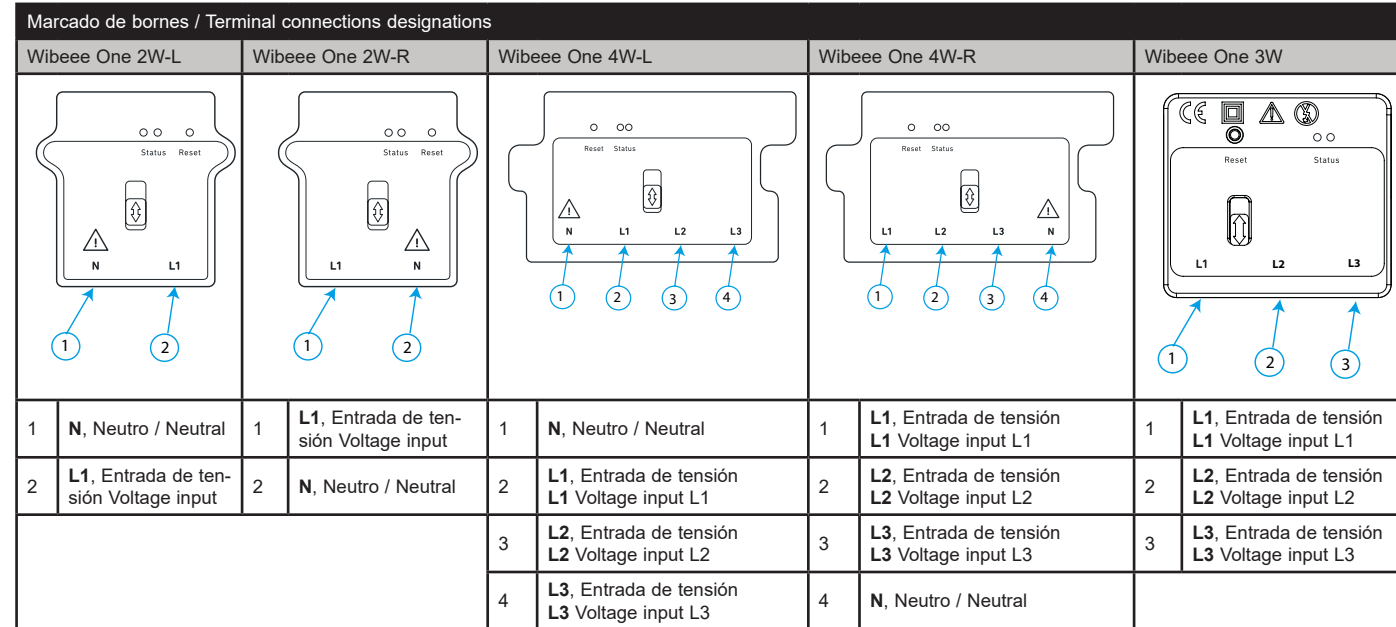 Marcado de bornes / Terminal connections designations
Wibeee One 2W-L
Wibeee One 2W-R
Wibeee One 4W-L
Wibeee One 4W-R
Wibeee One 3W
Status Reset
N L1
1 2
Status Reset
L1 N
1 2
Reset Status
N L1 L2 L3
1 2 3 4
Reset Status
L1 L2 L3 N
1 2 3 4
CE
Reset Status
L1 L2 L3
1 2 3
1 N, Neutro / Neutral
2 L1, Entrada de ten-
sión Voltage input
1 L1, Entrada de ten-
sión Voltage input
2 N, Neutro / Neutral
1 N, Neutro / Neutral
2 L1, Entrada de tensión
L1 Voltage input L1
3 L2, Entrada de tensión
L2 Voltage input L2
4 L3, Entrada de tensión
L3 Voltage input L3
1 L1, Entrada de tensión
L1 Voltage input L1
2 L2, Entrada de tensión
L2 Voltage input L2
3 L3, Entrada de tensión
L3 Voltage input L3
4 N, Neutro / Neutral
1 L1, Entrada de tensión
L1 Voltage input L1
2 L2, Entrada de tensión
L2 Voltage input L2
3 L3, Entrada de tensión
L3 Voltage input L3